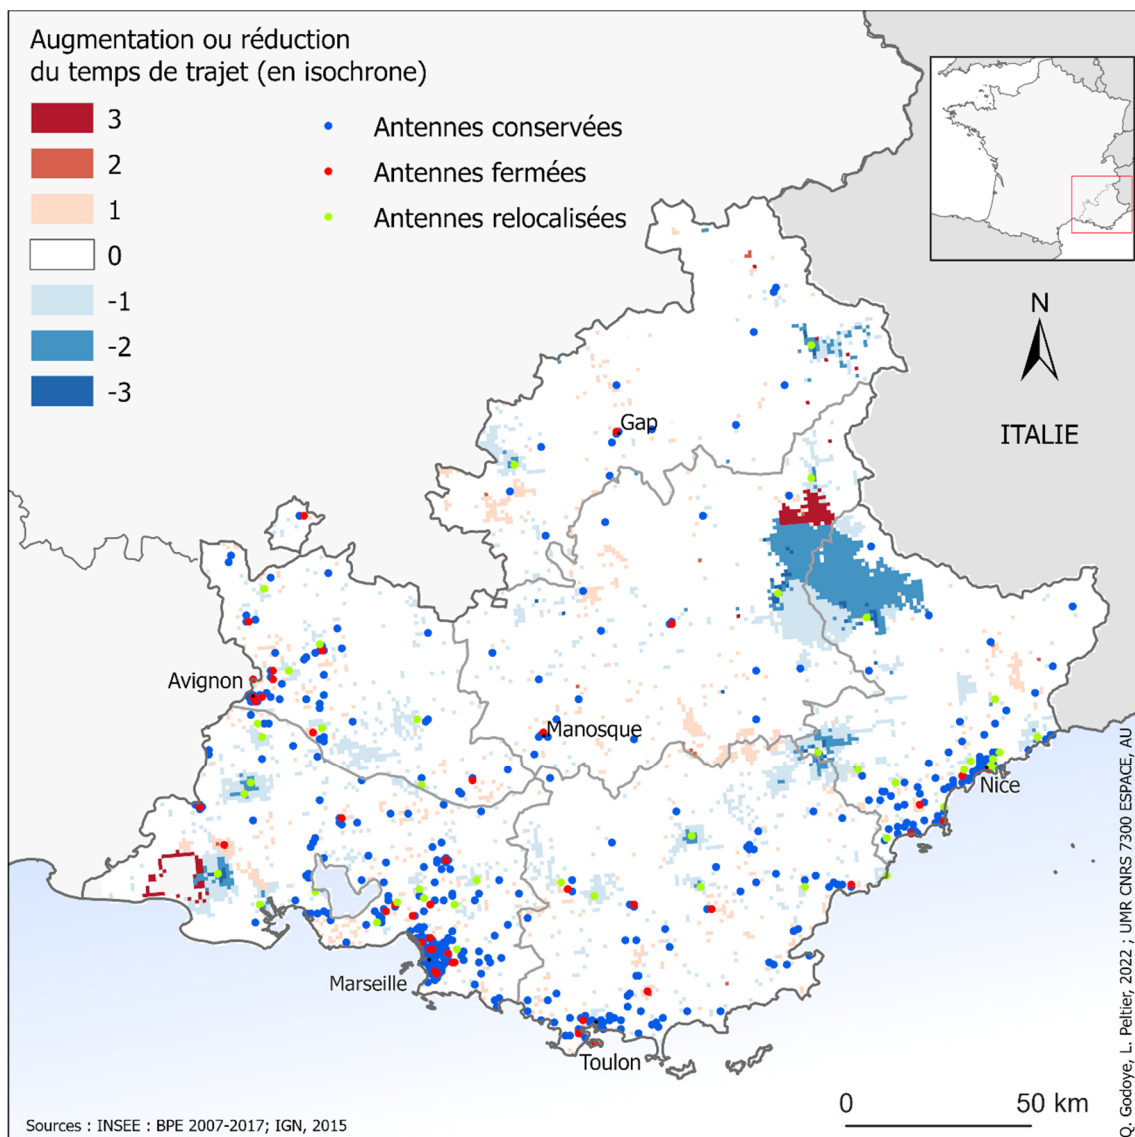 Augmentation ou réduction
du temps de trajet (en isochrone)
3
2
1
0
-1
-2
-3
Antennes conservées
Antennes fermées
Antennes relocalisées
N
ITALIE
Gap
Avignon
Manosque
Nice
Marseille
Toulon
0 50 km
Sources : INSEE : BPE 2007-2017; IGN, 2015
Q. Godoye, L. Peltier, 2022 ; UMR CNRS 7300 ESPACE, AU